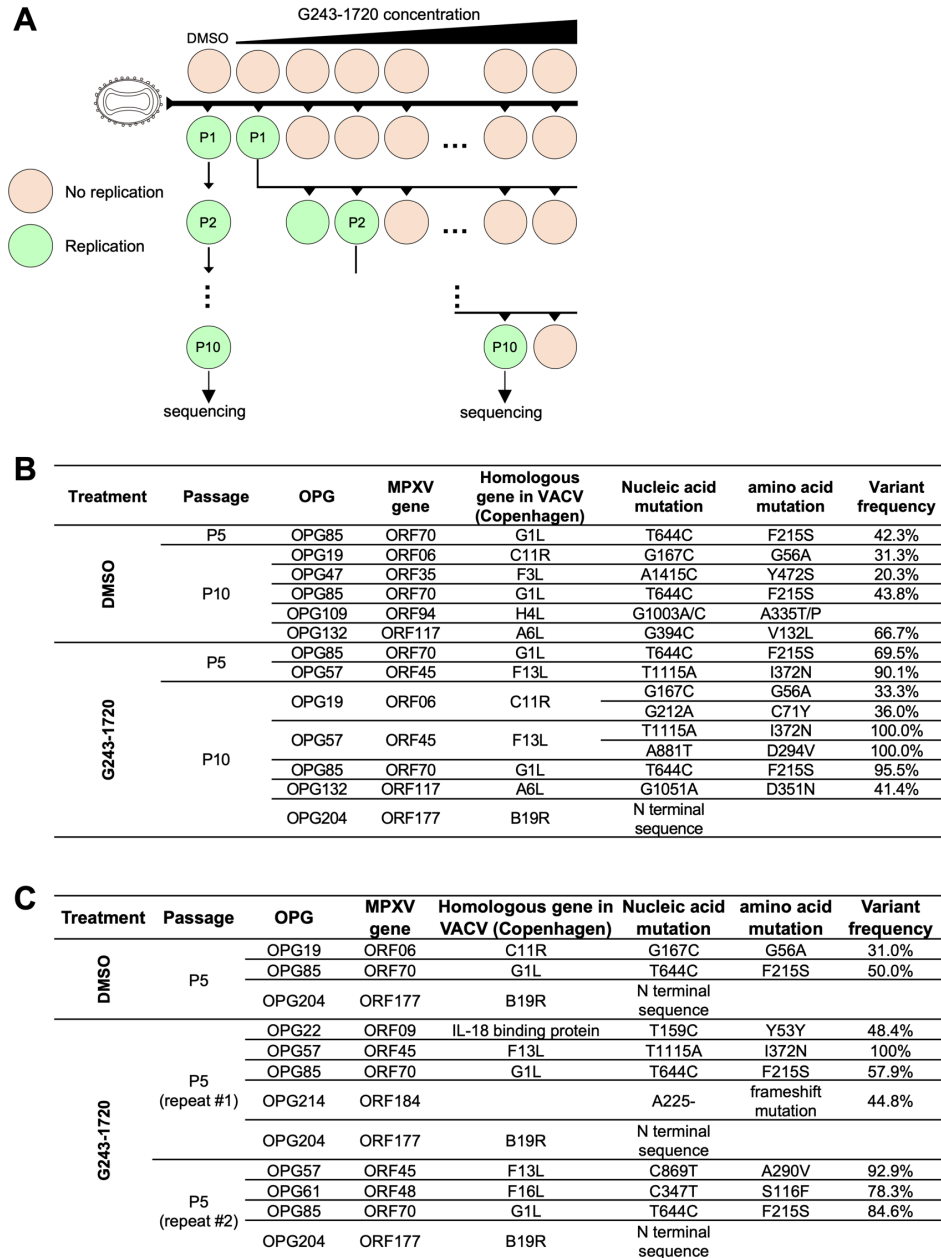 A
G243-1720 concentration
DMSO
P1 P1
...
No replication
P2 P2
...
Replication
P10 P10
sequencing sequencing
B
Treatment Passage OPG MPXV gene Homologous gene in VACV (Copenhagen) Nucleic acid mutation amino acid mutation Variant frequency
DMSO
P5 OPG85 ORF70 G1L T644C F215S 42.3%
P10
OPG19 ORF06 C11R G167C G56A 31.3%
OPG47 ORF35 F3L A1415C Y472S 20.3%
OPG85 ORF70 G1L T644C F215S 43.8%
OPG109 ORF94 H4L G1003A/C A335T/P
OPG132 ORF117 A6L G394C V132L 66.7%
G243-1720
P5
OPG85 ORF70 G1L T644C F215S 69.5%
OPG57 ORF45 F13L T1115A I372N 90.1%
P10
OPG19 ORF06 C11R G167C G56A 33.3%
G212A C71Y 36.0%
OPG57 ORF45 F13L T1115A I372N 100.0%
A881T D294V 100.0%
OPG85 ORF70 G1L T644C F215S 95.5%
OPG132 ORF117 A6L G1051A D351N 41.4%
OPG204 ORF177 B19R N terminal sequence
C
Treatment Passage OPG MPXV gene Homologous gene in VACV (Copenhagen) Nucleic acid mutation amino acid mutation Variant frequency
DMSO
P5
OPG19 ORF06 C11R G167C G56A 31.0%
OPG85 ORF70 G1L T644C F215S 50.0%
OPG204 ORF177 B19R N terminal sequence
G243-1720
P5 (repeat #1)
OPG22 ORF09 IL-18 binding protein T159C Y53Y 48.4%
OPG57 ORF45 F13L T1115A I372N 100%
OPG85 ORF70 G1L T644C F215S 57.9%
OPG214 ORF184 A225- frameshift mutation 44.8%
OPG204 ORF177 B19R N terminal sequence
P5 (repeat #2)
OPG57 ORF45 F13L C869T A290V 92.9%
OPG61 ORF48 F16L C347T S116F 78.3%
OPG85 ORF70 G1L T644C F215S 84.6%
OPG204 ORF177 B19R N terminal sequence